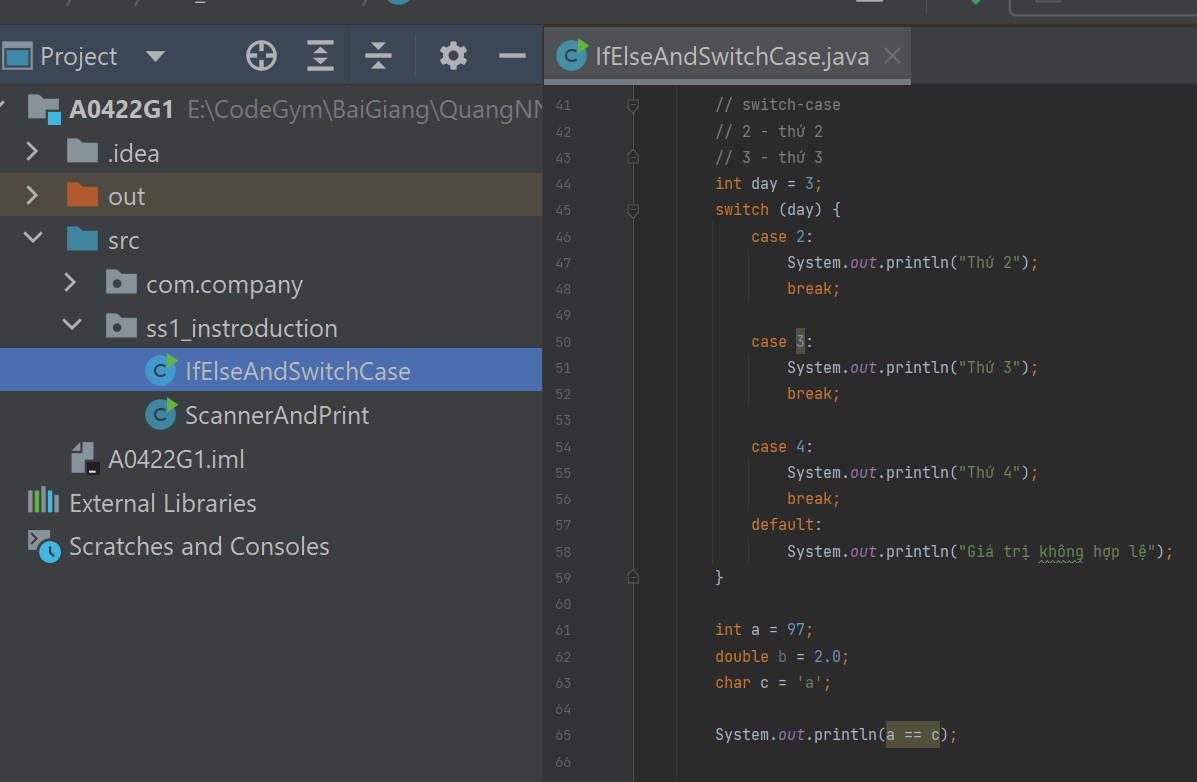 Project
IfElseAndSwitchCase.java
A0422G1 E:\CodeGym\BaiGiang\QuangNN
.idea
out
src
com.company
ss1_instroduction
IfElseAndSwitchCase
ScannerAndPrint
A0422G1.iml
External Libraries
Scratches and Consoles
41 // switch-case
42 // 2 - thứ 2
43 // 3 - thứ 3
44 int day = 3;
45 switch (day) {
46 case 2:
47 System.out.println("Thứ 2");
48 break;
49
50 case 3:
51 System.out.println("Thứ 3");
52 break;
53
54 case 4:
55 System.out.println("Thứ 4");
56 break;
57 default:
58 System.out.println("Giá trị không hợp lệ");
59 }
60
61 int a = 97;
62 double b = 2.0;
63 char c = 'a';
64
65 System.out.println(a == c);
66